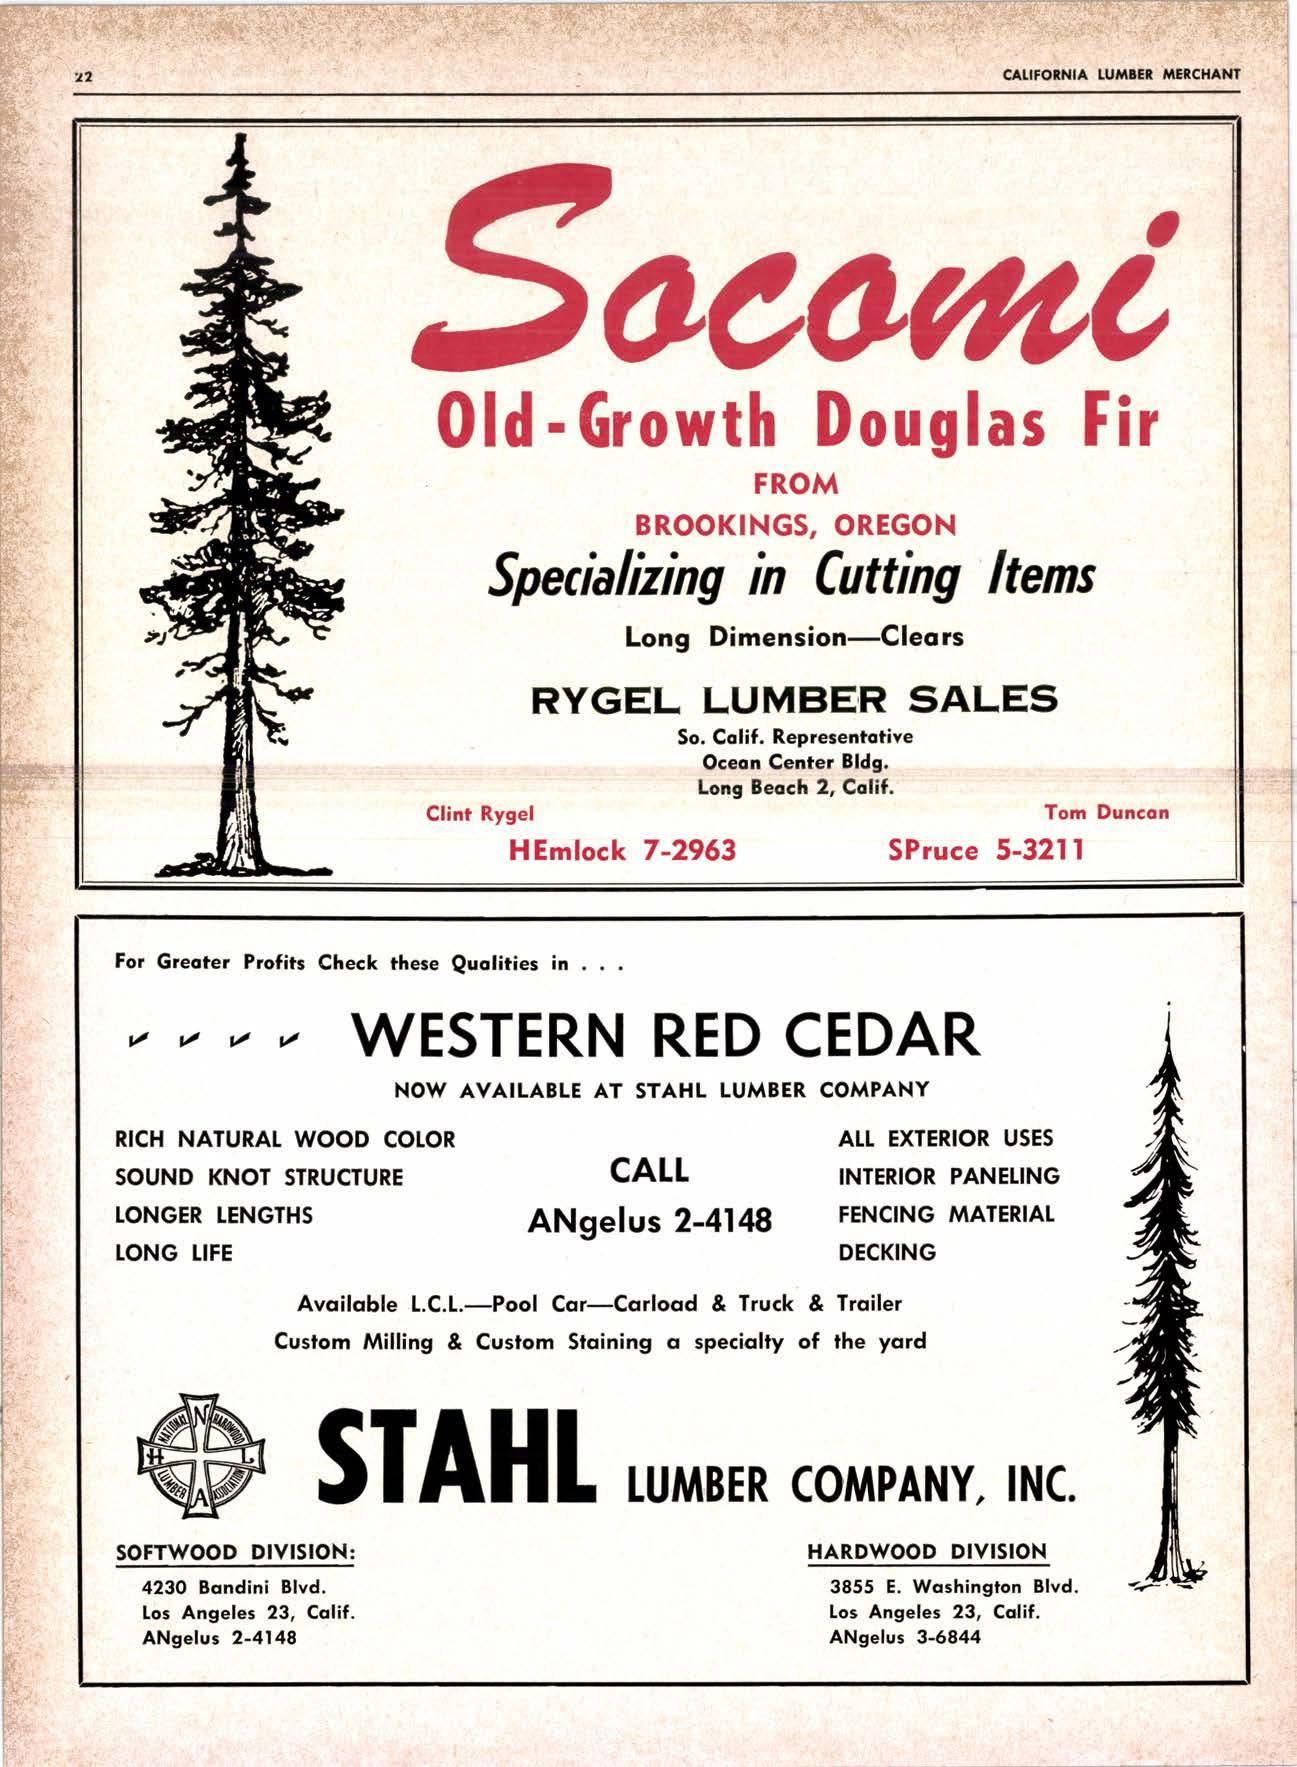 22 CALIFORNIA LUMBER MERCHANT
Socomi
Old-Growth Douglas Fir
FROM
BROOKINGS, OREGON
Specializing in Cutting Items
Long Dimension—Clears
RYGEL LUMBER SALES
So. Calif. Representative
Ocean Center Bldg.
Long Beach 2, Calif.
Clint Rygel Tom Duncan
HEmlock 7-2963 SPruce 5-3211
For Greater Profits Check these Qualities in . . .
WESTERN RED CEDAR
NOW AVAILABLE AT STAHL LUMBER COMPANY
RICH NATURAL WOOD COLOR
SOUND KNOT STRUCTURE
LONGER LENGTHS
LONG LIFE
CALL
ANgelus 2-4148
ALL EXTERIOR USES
INTERIOR PANELING
FENCING MATERIAL
DECKING
Available L.C.L.—Pool Car—Carload & Truck & Trailer
Custom Milling & Custom Staining a specialty of the yard
N H L A
NATIONAL HARDWOOD LUMBER ASSOCIATION
STAHL LUMBER COMPANY, INC.
SOFTWOOD DIVISION:
4230 Bandini Blvd.
Los Angeles 23, Calif.
ANgelus 2-4148
HARDWOOD DIVISION
3855 E. Washington Blvd.
Los Angeles 23, Calif.
ANgelus 3-6844